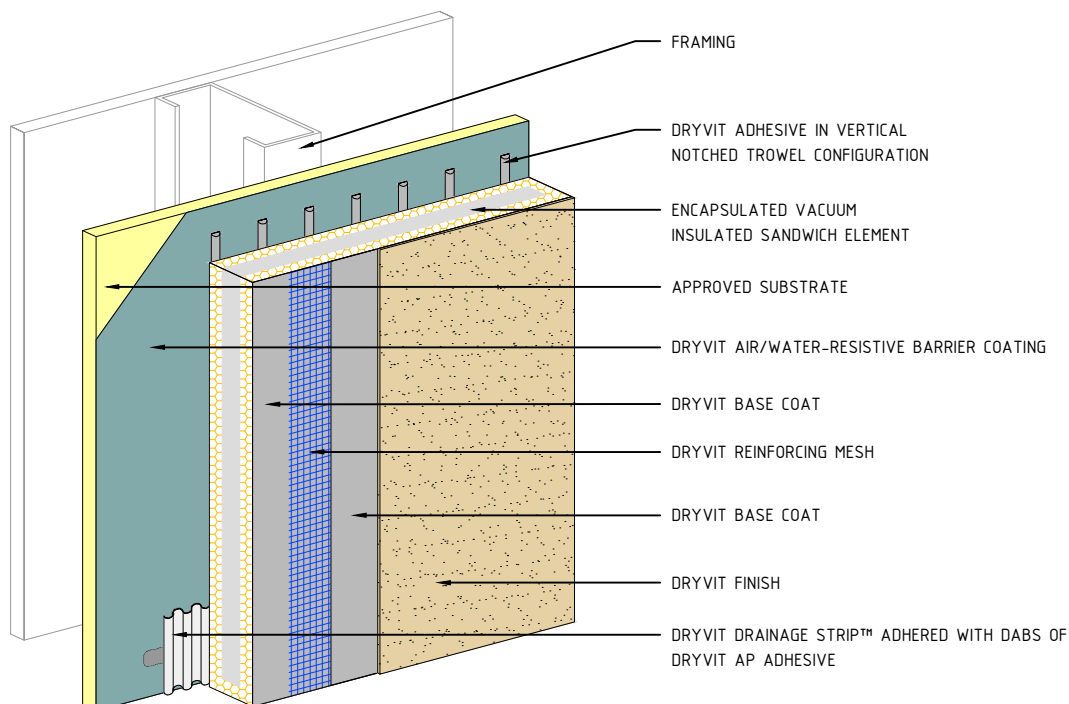 FRAMING
DRYVIT ADHESIVE IN VERTICAL
NOTCHED TROWEL CONFIGURATION
ENCAPSULATED VACUUM
INSULATED SANDWICH ELEMENT
APPROVED SUBSTRATE
DRYVIT AIR/WATER-RESISTIVE BARRIER COATING
DRYVIT BASE COAT
DRYVIT REINFORCING MESH
DRYVIT BASE COAT
DRYVIT FINISH
DRYVIT DRAINAGE STRIP™ ADHERED WITH DABS OF
DRYVIT AP ADHESIVE